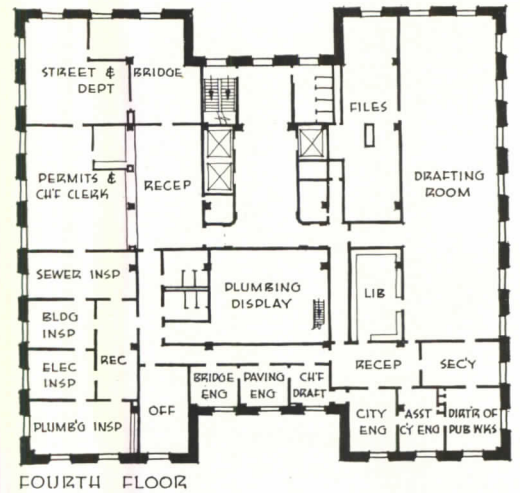 STREET &
DEPT
BRIDGE
FILES
PERMITS &
CH'F CLERK
RECEP
DRAFTING
ROOM
SEWER INSP
PLUMBING
DISPLAY
LIB
BLDG
INSP
REC
ELEC
INSP
RECEP
SEC'Y
BRIDGE
ENG
PAVING
ENG
CH'F
DRAFT
OFF
PLUMB'G INSP
CITY
ENG
ASST
C'Y ENG
DIRT'R OF
PUB WKS
FOURTH FLOOR